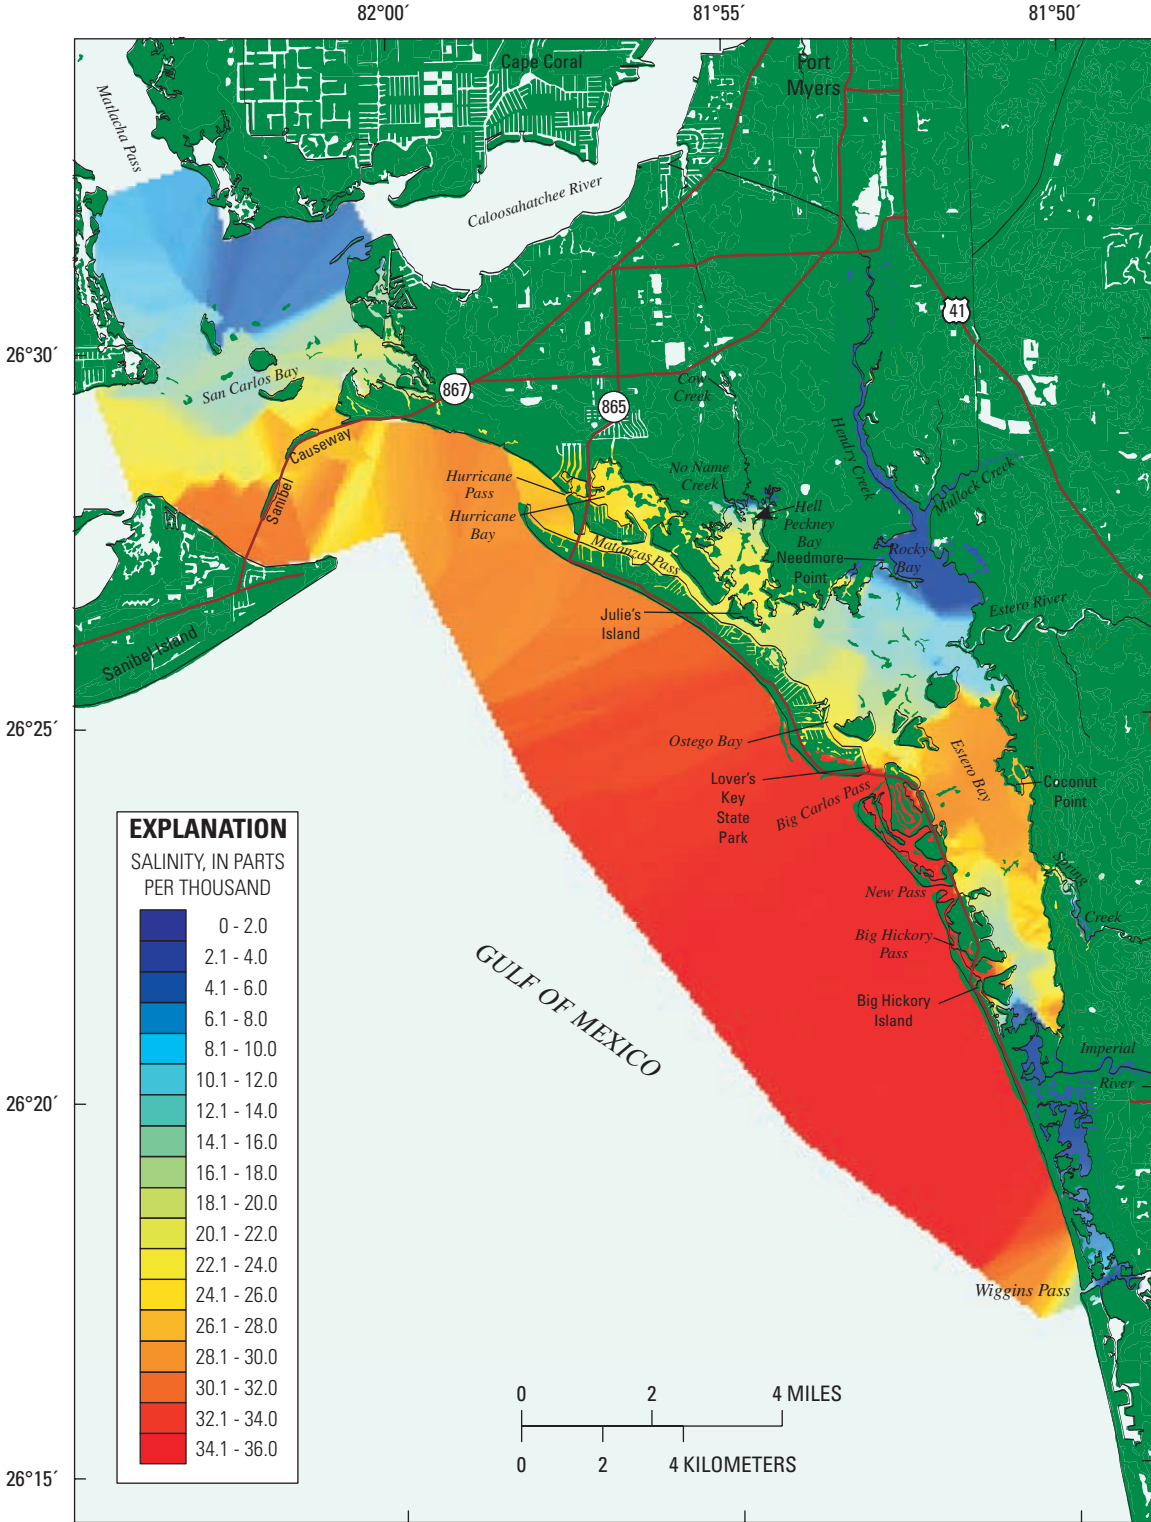 82°00´
81°55´
81°50´
Cape Coral
Fort
Myers
Matlacha Pass
Caloosahatchee River
41
26°30´
San Carlos Bay
867
865
Cow
Creek
Hendry Creek
Mullock Creek
Sanibel Causeway
Hurricane
Pass
Hurricane
Bay
No Name
Creek
Hell
Peckney
Bay
Matanzas Pass
Needmore
Point
Rocky
Bay
Estero River
Julie's
Island
Sanibel Island
26°25´
Ostego Bay
Estero Bay
Coconut
Point
Lover's
Key
State
Park
Big Carlos Pass
Spring
Creek
New Pass
Big Hickory
Pass
Big Hickory
Island
GULF OF MEXICO
Imperial
River
26°20´
Wiggins Pass
EXPLANATION
SALINITY, IN PARTS
PER THOUSAND
0 - 2.0
2.1 - 4.0
4.1 - 6.0
6.1 - 8.0
8.1 - 10.0
10.1 - 12.0
12.1 - 14.0
14.1 - 16.0
16.1 - 18.0
18.1 - 20.0
20.1 - 22.0
22.1 - 24.0
24.1 - 26.0
26.1 - 28.0
28.1 - 30.0
30.1 - 32.0
32.1 - 34.0
34.1 - 36.0
0 2 4 MILES
0 2 4 KILOMETERS
26°15´